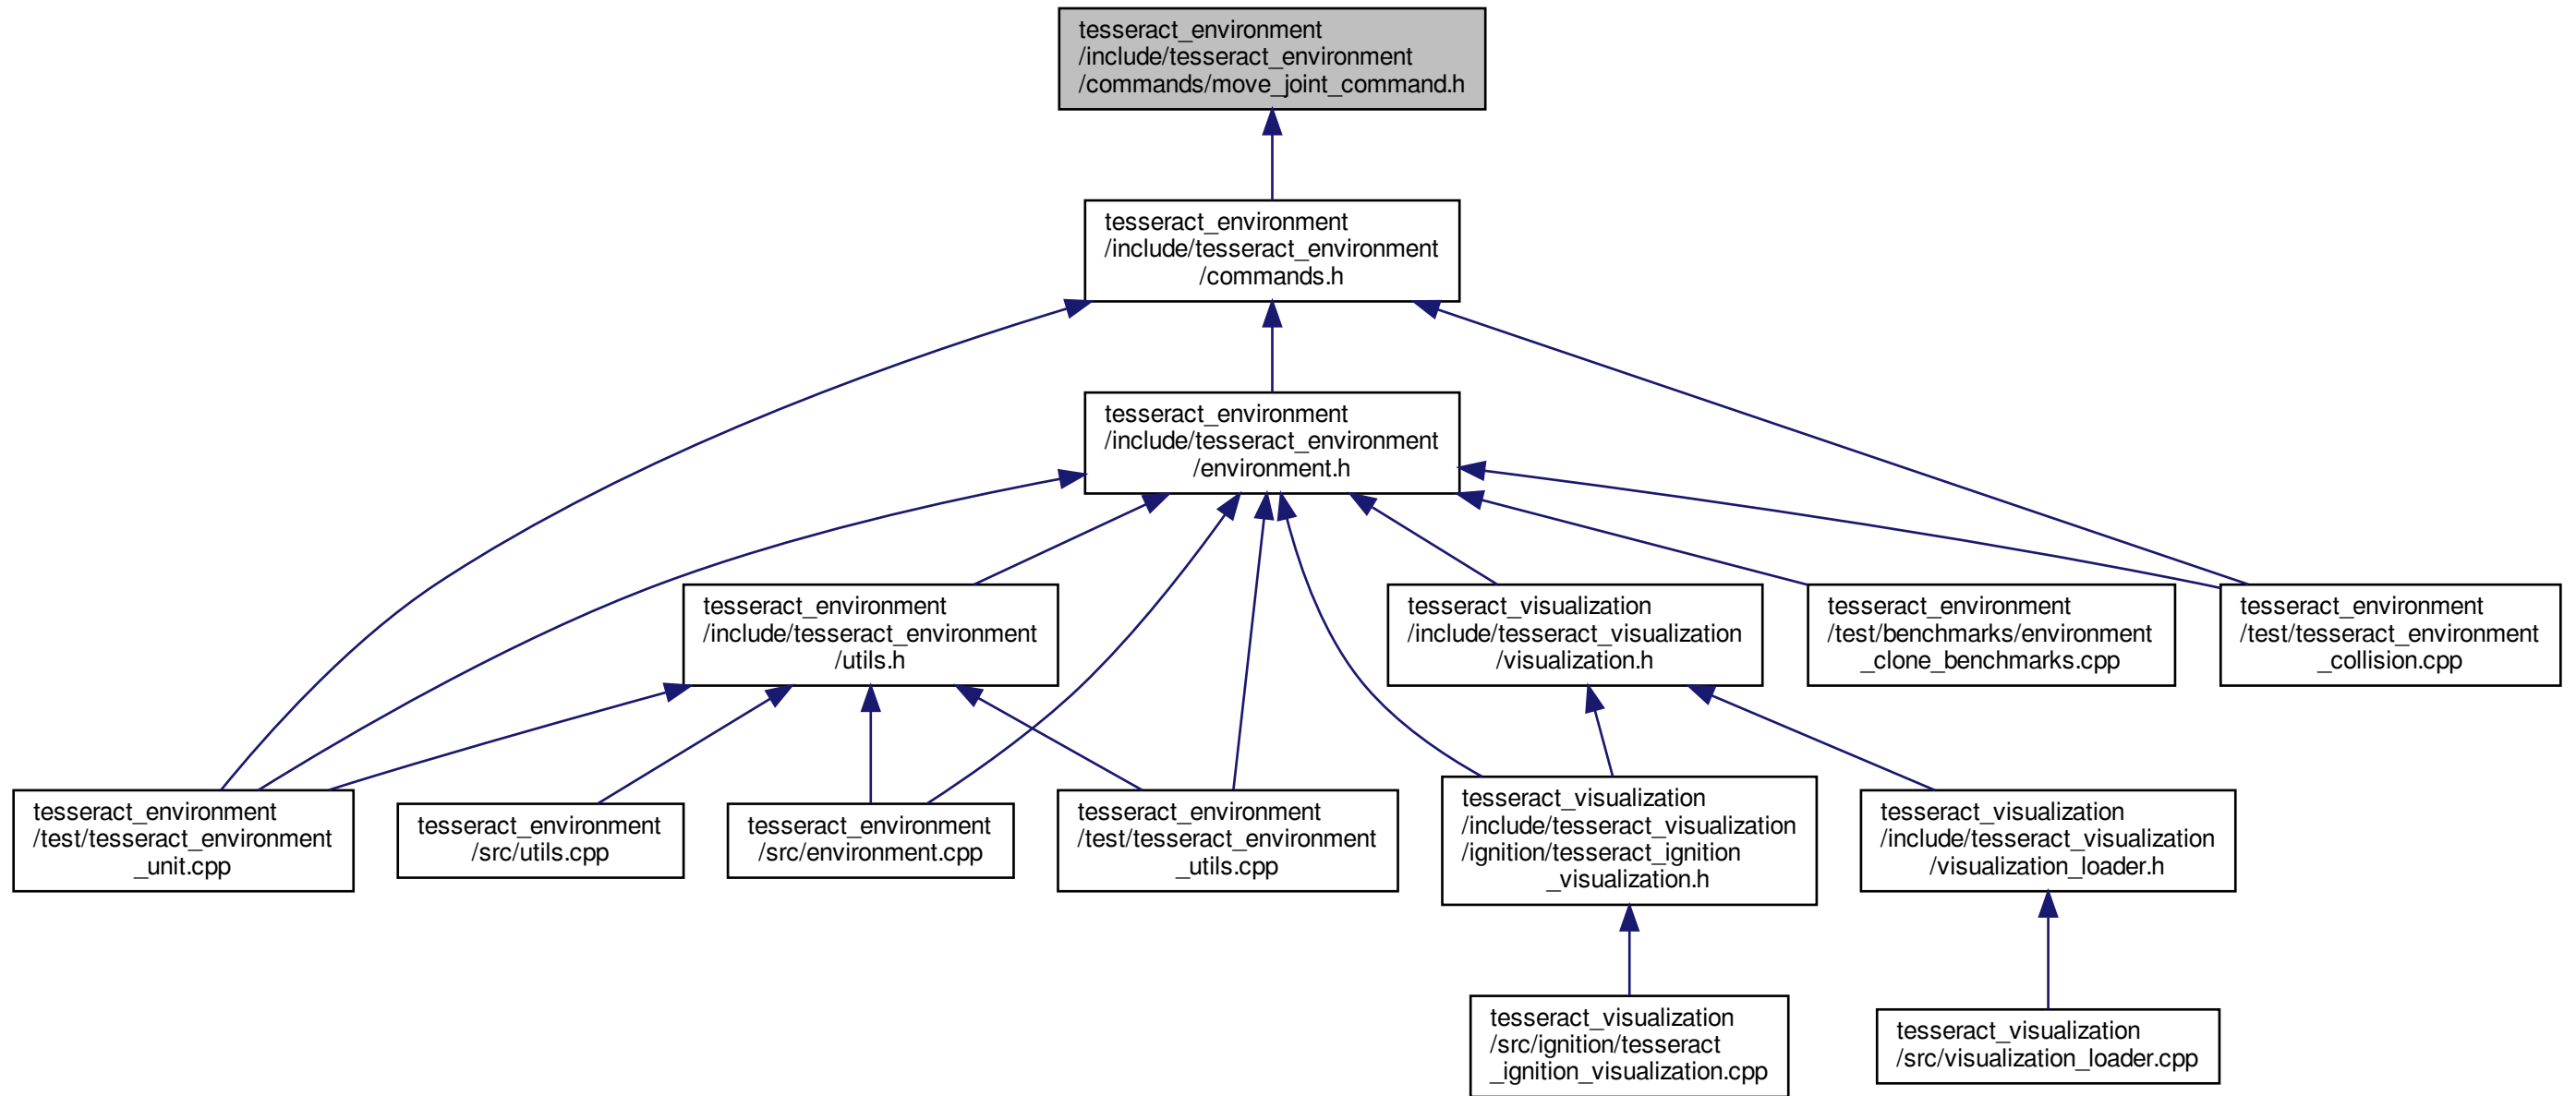 tesseract_environment
/include/tesseract_environment
/commands/move_joint_command.h
tesseract_environment
/include/tesseract_environment
/commands.h
tesseract_environment
/include/tesseract_environment
/environment.h
tesseract_environment
/include/tesseract_environment
/utils.h
tesseract_visualization
/include/tesseract_visualization
/visualization.h
tesseract_environment
/test/benchmarks/environment
_clone_benchmarks.cpp
tesseract_environment
/test/tesseract_environment
_collision.cpp
tesseract_environment
/test/tesseract_environment
_unit.cpp
tesseract_environment
/src/utils.cpp
tesseract_environment
/src/environment.cpp
tesseract_environment
/test/tesseract_environment
_utils.cpp
tesseract_visualization
/include/tesseract_visualization
/ignition/tesseract_ignition
_visualization.h
tesseract_visualization
/include/tesseract_visualization
/visualization_loader.h
tesseract_visualization
/src/ignition/tesseract
_ignition_visualization.cpp
tesseract_visualization
/src/visualization_loader.cpp